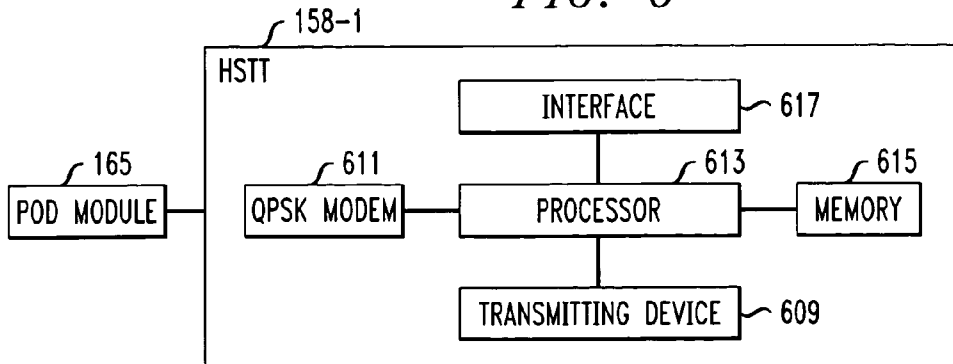 158-1
HSTT
INTERFACE
617
165
611
613
615
POD MODULE
QPSK MODEM
PROCESSOR
MEMORY
TRANSMITTING DEVICE
609